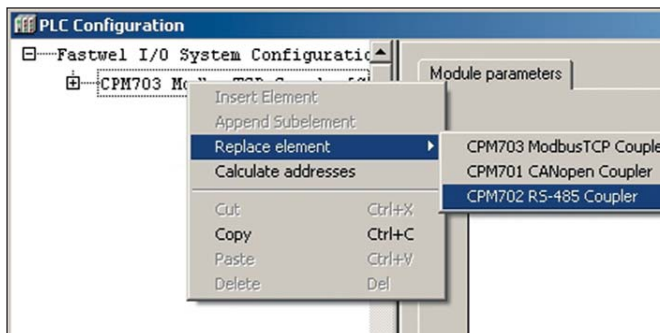 PLC Configuration
Fastwel I/O System Configuratic
CPM703
Module parameters
Insert Element
Append Subelement
Replace element
Calculate addresses
Cut Ctrl+X
Copy Ctrl+C
Paste Ctrl+V
Delete Del
CPM703 ModbusTCP Couple
CPM701 CANopen Coupler
CPM702 RS-485 Coupler